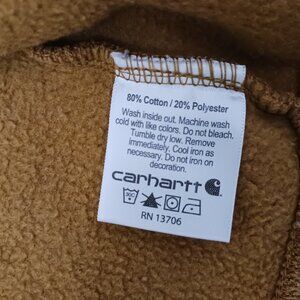 80% Cotton / 20% Polyester
Wash inside out. Machine wash
cold with like colors. Do not bleach.
Tumble dry low. Remove
immediately. Cool iron as
necessary. Do not iron on
decoration.
carhartt
30C
RN 13706